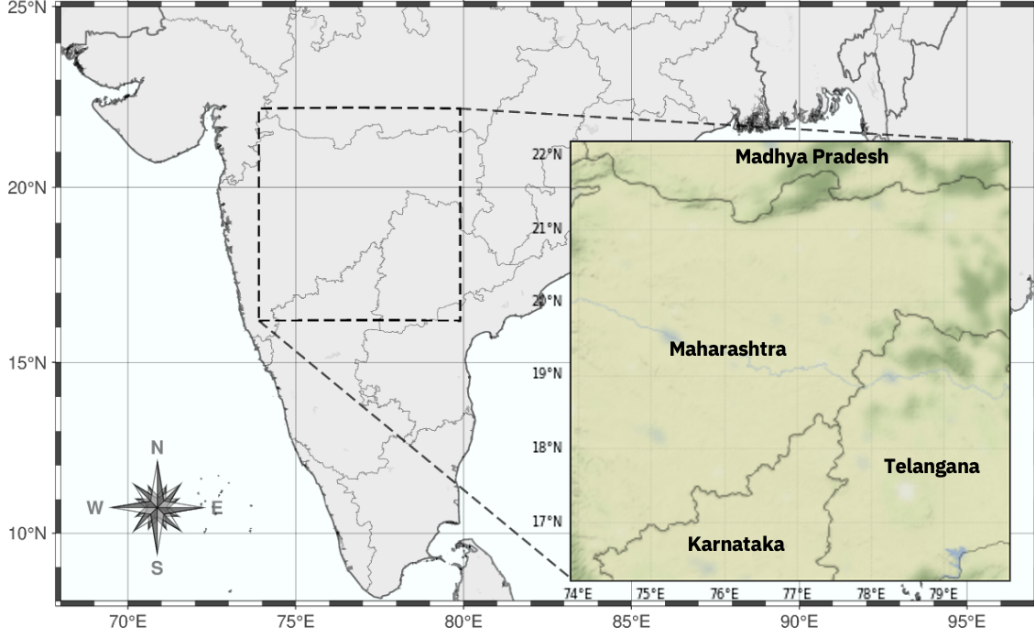 25°N
20°N
15°N
10°N
70°E
75°E
80°E
85°E
90°E
95°E
N
W
E
S
22°N
21°N
20°N
19°N
18°N
17°N
74°E
75°E
76°E
77°E
78°E
79°E
Madhya Pradesh
Maharashtra
Telangana
Karnataka